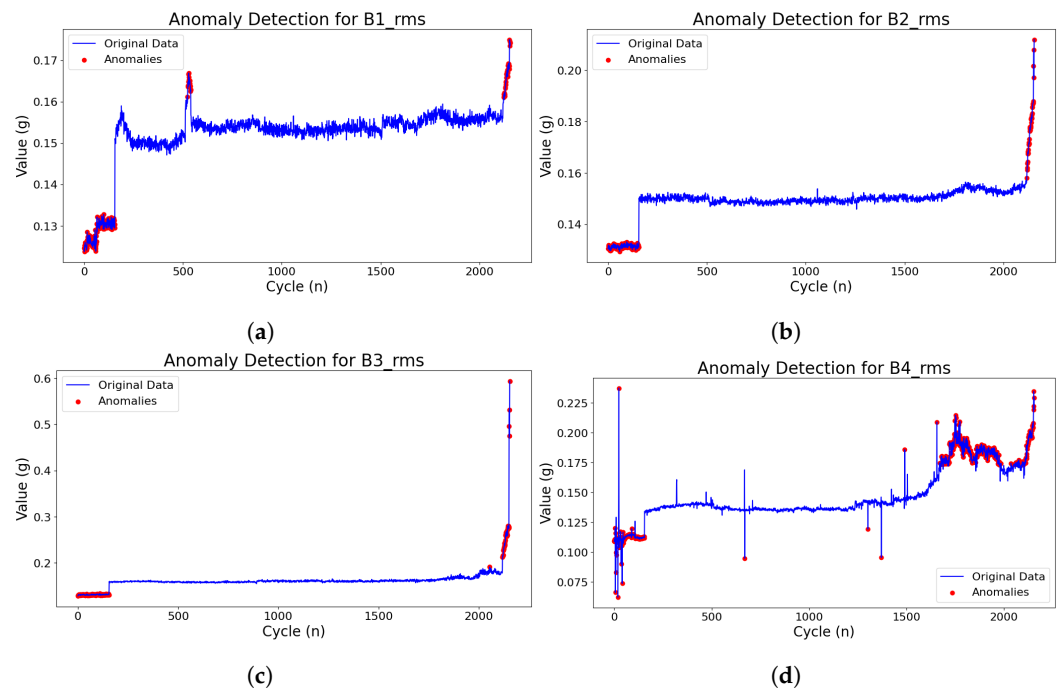 Anomaly Detection for B1_rms
Original Data
Anomalies
0.17
0.16
0.15
0.14
0.13
Value (g)
0
500
1000
1500
2000
Cycle (n)
(a)
Anomaly Detection for B2_rms
Original Data
Anomalies
0.20
0.18
0.16
0.14
Value (g)
0
500
1000
1500
2000
Cycle (n)
(b)
Anomaly Detection for B3_rms
Original Data
Anomalies
0.6
0.5
0.4
0.3
0.2
Value (g)
0
500
1000
1500
2000
Cycle (n)
(c)
Anomaly Detection for B4_rms
0.225
0.200
0.175
0.150
0.125
0.100
0.075
Value (g)
Original Data
Anomalies
0
500
1000
1500
2000
Cycle (n)
(d)